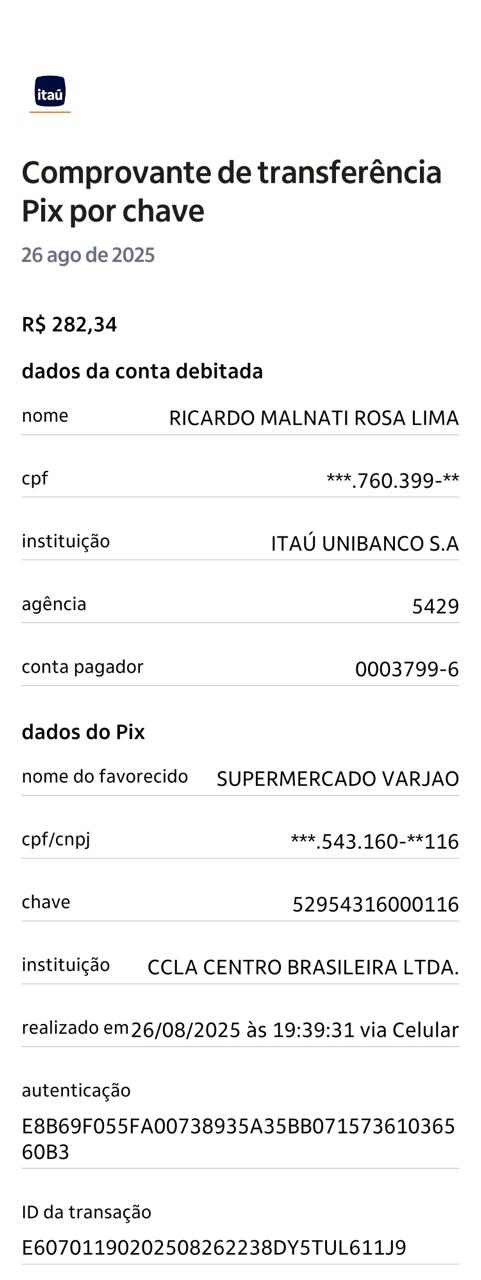 itaú
Comprovante de transferência
Pix por chave
26 ago de 2025
R$ 282,34
dados da conta debitada
nome RICARDO MALNATI ROSA LIMA
cpf ***.760.399-**
instituição ITAÚ UNIBANCO S.A
agência 5429
conta pagador 0003799-6
dados do Pix
nome do favorecido SUPERMERCADO VARJAO
cpf/cnpj ***.543.160-**116
chave 52954316000116
instituição CCLA CENTRO BRASILEIRA LTDA.
realizado em 26/08/2025 às 19:39:31 via Celular
autenticação
E8B69F055FA00738935A35BB071573610365
60B3
ID da transação
E60701190202508262238DY5TUL611J9